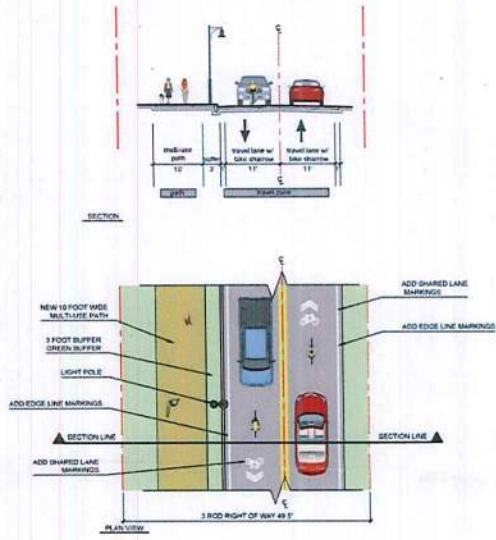 ℄
multi-use
path
buffer
travel lane w/
bike sharrow
travel lane w/
bike sharrow
10'
3'
11'
11'
1'
℄
path
travel zone
SECTION
℄
NEW 10 FOOT WIDE
MULTI-USE PATH
3 FOOT BUFFER
GREEN BUFFER
LIGHT POLE
ADD EDGE LINE MARKINGS
SECTION LINE
ADD SHARED LANE
MARKINGS
ADD SHARED LANE
MARKINGS
ADD EDGE LINE MARKINGS
SECTION LINE
℄
3 ROD RIGHT OF WAY 49.5'
PLAN VIEW